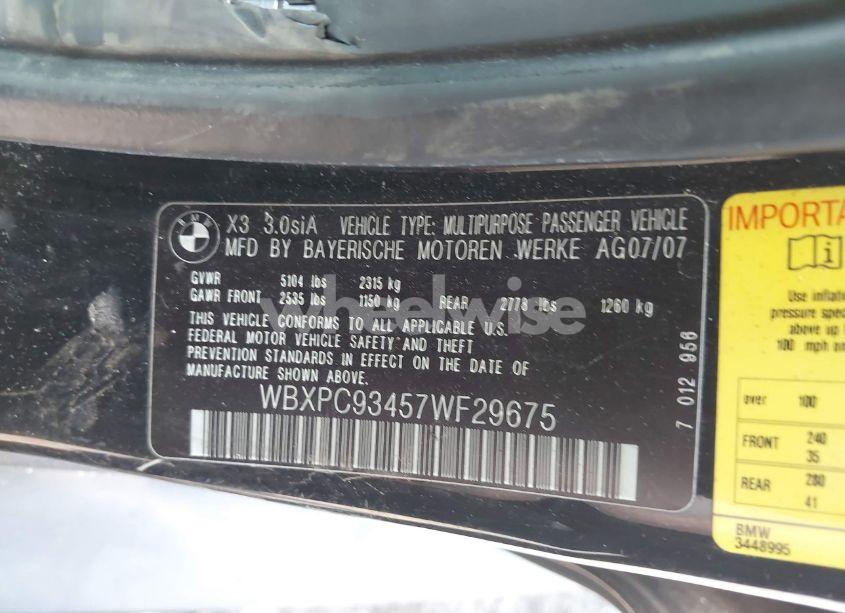 BMW
X3 3.0siA VEHICLE TYPE: MULTIPURPOSE PASSENGER VEHICLE
MFD BY BAYERISCHE MOTOREN WERKE AG07/07
GVWR 5104 lbs 2315 kg
GAWR FRONT 2535 lbs 1150 kg REAR 2778 lbs 1260 kg
THIS VEHICLE CONFORMS TO ALL APPLICABLE U.S.
FEDERAL MOTOR VEHICLE SAFETY AND THEFT
PREVENTION STANDARDS IN EFFECT ON THE DATE OF
MANUFACTURE SHOWN ABOVE.
WBXPC93457WF29675
7 012 956
wheelwise
IMPORTA
Use inflati
pressure spec
above up t
100 mph or
over 100
FRONT 240
35
REAR 280
41
BMW
3448995